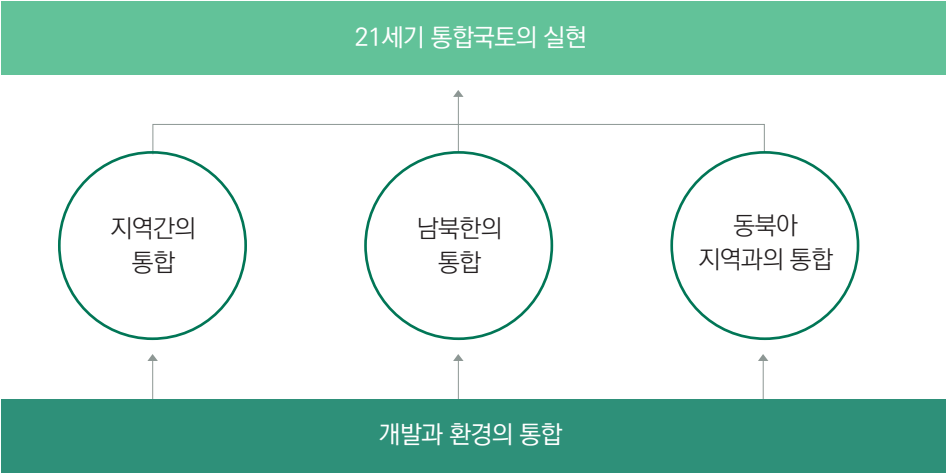 21세기 통합국토의 실현
지역간의
통합
남북한의
통합
동북아
지역과의 통합
개발과 환경의 통합